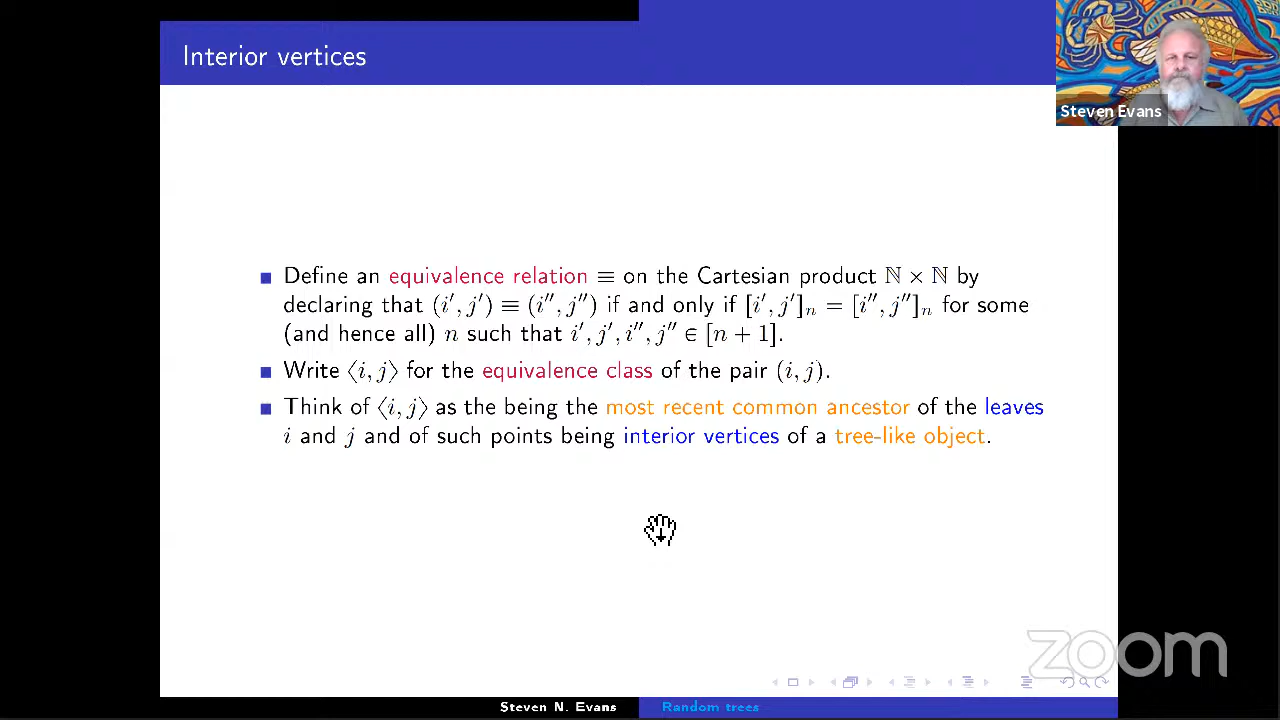 Interior vertices
Steven Evans
Define an equivalence relation ≡ on the Cartesian product ℕ × ℕ by
declaring that (i′, j′) ≡ (i″, j″) if and only if [i′, j′]ₙ = [i″, j″]ₙ for some
(and hence all) n such that i′, j′, i″, j″ ∈ [n + 1].
Write ⟨i, j⟩ for the equivalence class of the pair (i, j).
Think of ⟨i, j⟩ as the being the most recent common ancestor of the leaves
i and j and of such points being interior vertices of a tree-like object.
zoom
Steven N. Evans
Random trees